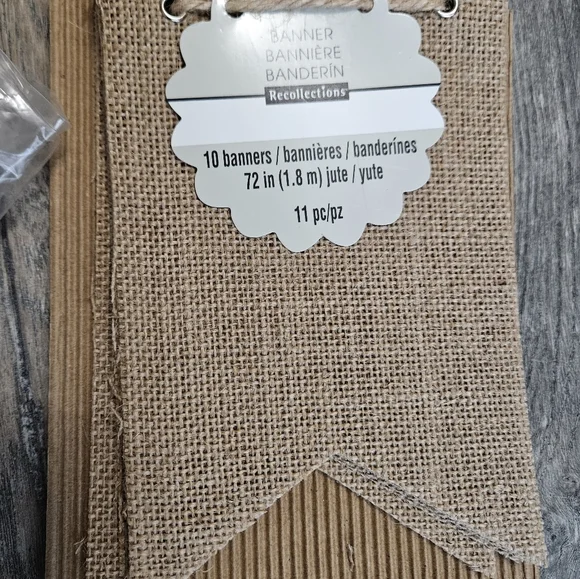 BANNER
BANNIÈRE
BANDERÍN
Recollections
10 banners / bannières / banderínes
72 in (1.8 m) jute / yute
11 pc/pz